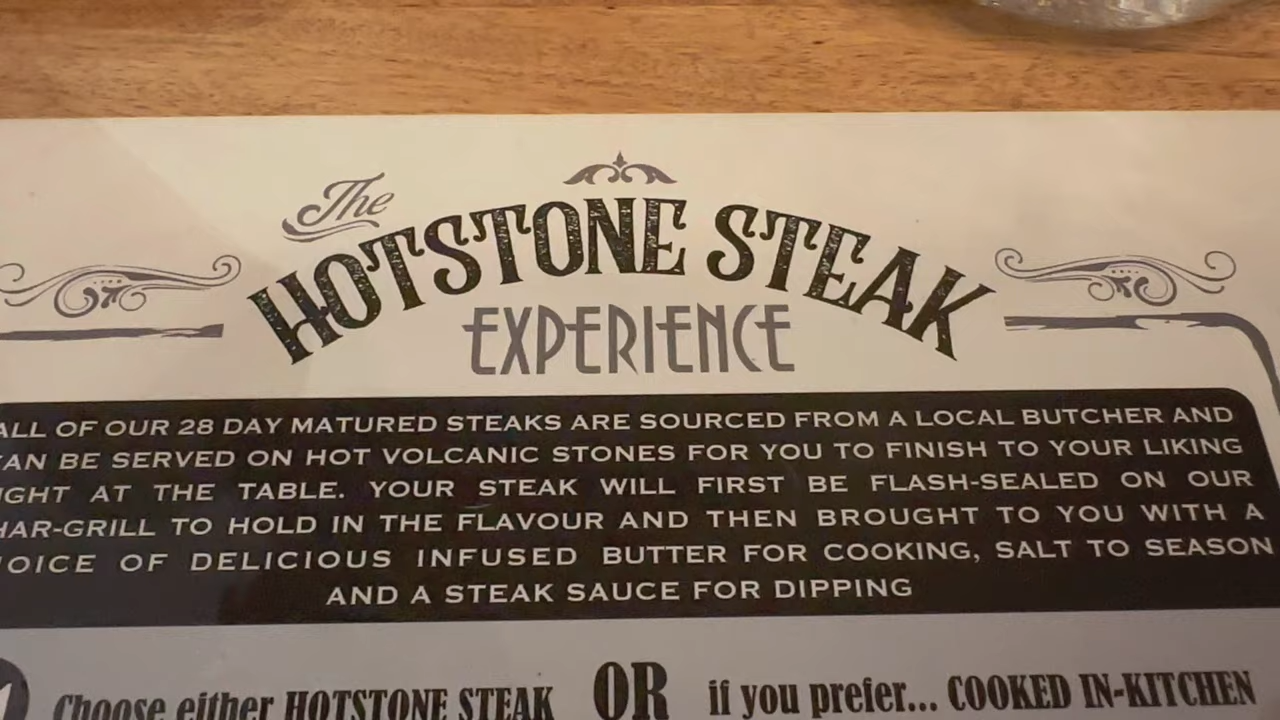 The
HOTSTONE STEAK
EXPERIENCE
ALL OF OUR 28 DAY MATURED STEAKS ARE SOURCED FROM A LOCAL BUTCHER AND
CAN BE SERVED ON HOT VOLCANIC STONES FOR YOU TO FINISH TO YOUR LIKING
IGHT AT THE TABLE. YOUR STEAK WILL FIRST BE FLASH-SEALED ON OUR
HAR-GRILL TO HOLD IN THE FLAVOUR AND THEN BROUGHT TO YOU WITH A
OICE OF DELICIOUS INFUSED BUTTER FOR COOKING, SALT TO SEASON
AND A STEAK SAUCE FOR DIPPING
1 Choose either HOTSTONE STEAK OR if you prefer... COOKED IN-KITCHEN